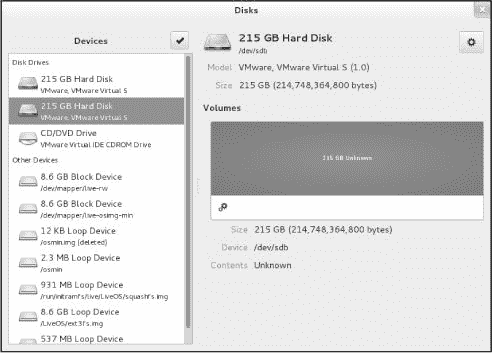 Disks
Devices
Disk Drives
215 GB Hard Disk
VMware, VMware Virtual S
215 GB Hard Disk
VMware, VMware Virtual S
CD/DVD Drive
VMware Virtual IDE CDROM Drive
Other Devices
8.6 GB Block Device
/dev/mapper/live-rw
8.6 GB Block Device
/dev/mapper/live-osimg-min
12 KB Loop Device
/osmin.img (deleted)
2.3 MB Loop Device
/osmin
931 MB Loop Device
/run/initramfs/live/LiveOS/squashfs.img
8.6 GB Loop Device
/LiveOS/ext3fs.img
537 MB Loop Device
215 GB Hard Disk
/dev/sdb
Model VMware, VMware Virtual S (1.0)
Size 215 GB (214,748,364,800 bytes)
Volumes
215 GB Unknown
Size 215 GB (214,748,364,800 bytes)
Device /dev/sdb
Contents Unknown